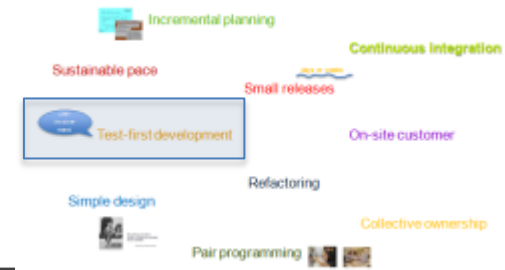 Incremental planning
Continuous integration
Sustainable pace
Small releases
Test-first development
On-site customer
Refactoring
Simple design
Collective ownership
Pair programming